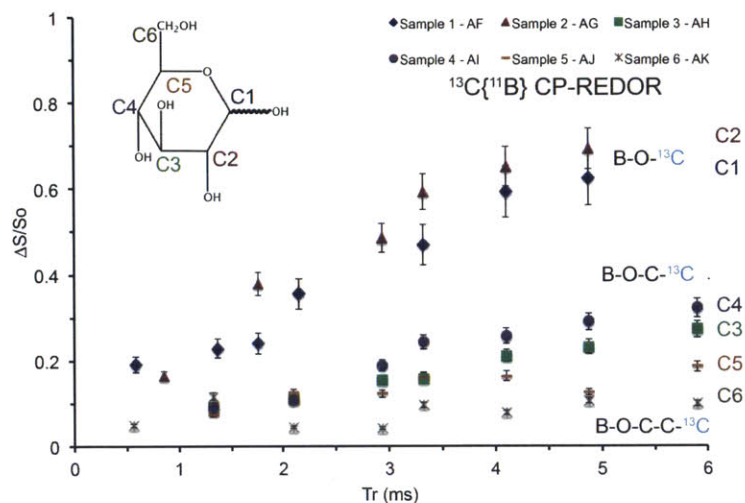 1
0.8
0.6
0.4
0.2
0
ΔS/So
0 1 2 3 4 5 6
Tr (ms)
Sample 1 - AF Sample 2 - AG Sample 3 - AH
Sample 4 - AI Sample 5 - AJ Sample 6 - AK
¹³C{¹¹B} CP-REDOR
C6 CH₂OH
C5 O
C4 OH C1 OH
OH C3 C2
OH
B-O-¹³C
C2
C1
B-O-C-¹³C
C4
C3
C5
C6
B-O-C-C-¹³C